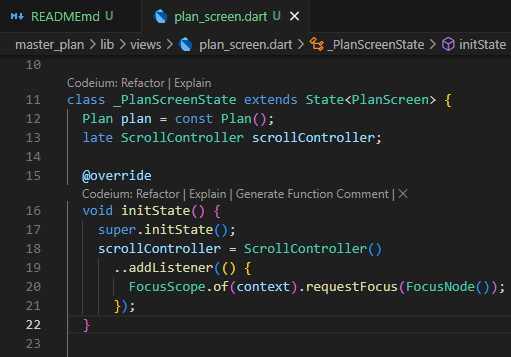 READMEmd U plan_screen.dart U ×
master_plan > lib > views > plan_screen.dart > _PlanScreenState > initState
10
Codeium: Refactor | Explain
11 class _PlanScreenState extends State<PlanScreen> {
12   Plan plan = const Plan();
13   late ScrollController scrollController;
14
15   @override
Codeium: Refactor | Explain | Generate Function Comment | ×
16   void initState() {
17     super.initState();
18     scrollController = ScrollController()
19       ..addListener(() {
20         FocusScope.of(context).requestFocus(FocusNode());
21       });
22   }
23